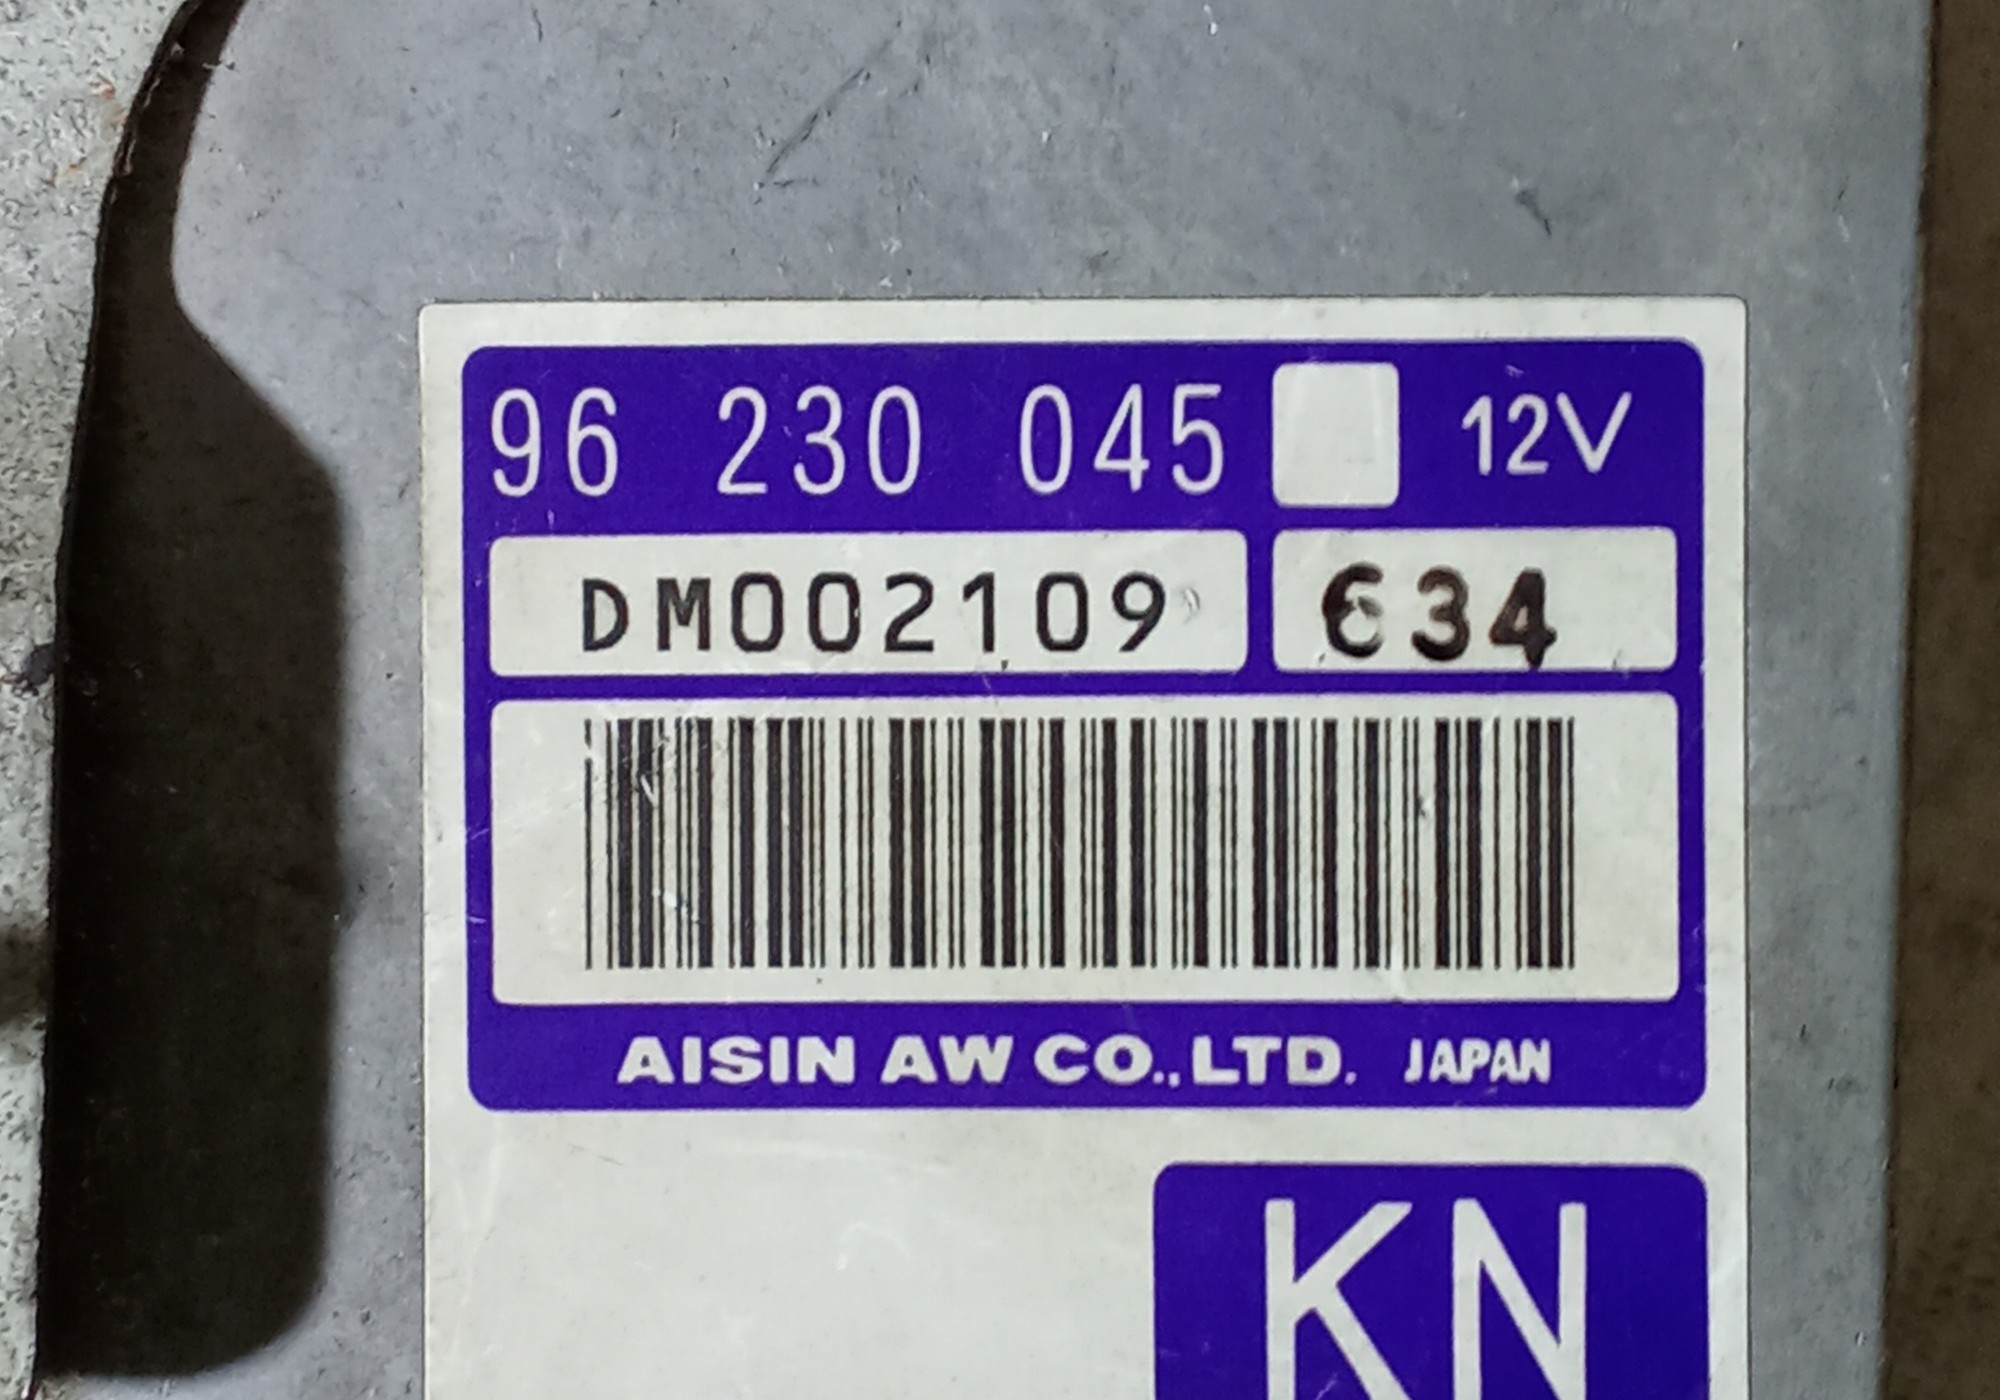 96 230 045 12V
DM002109 634
AISIN AW CO.,LTD. JAPAN
KN